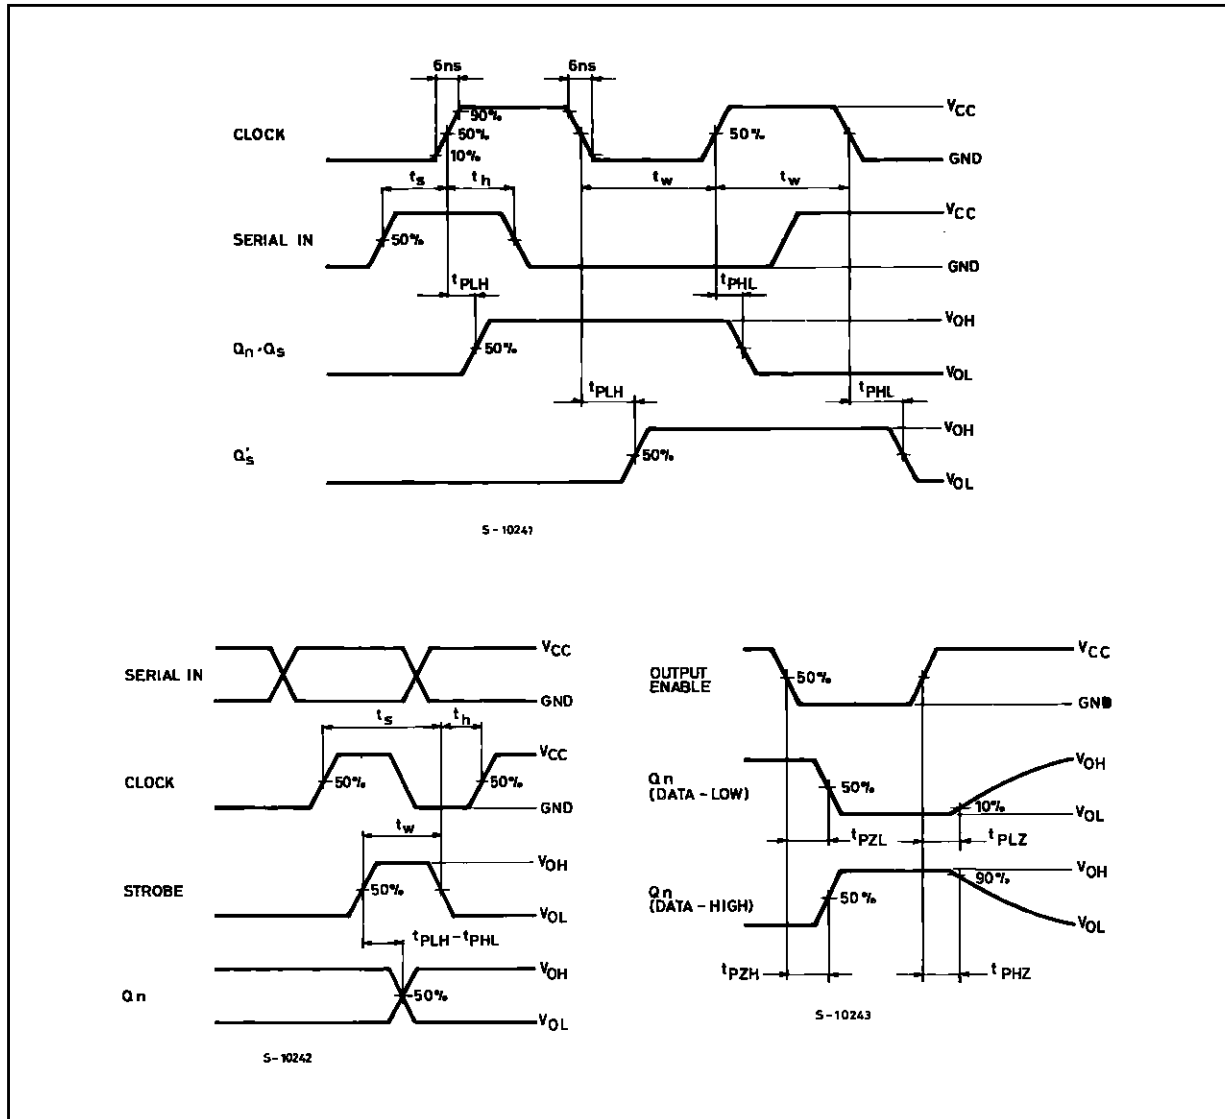 6ns 6ns
CLOCK 90% 50% 10% 50% VCC GND
ts th tw tw
SERIAL IN 50% VCC GND
tPLH tPHL
Qn·Qs 50% VOH VOL
tPLH tPHL
Q's 50% VOH VOL
S-10241
SERIAL IN VCC GND
ts th
CLOCK 50% 50% VCC GND
tw
STROBE 50% VOH VOL
tPLH-tPHL
Qn 50% VOH VOL
S-10242
OUTPUT
ENABLE 50% VCC GND
Qn
(DATA-LOW) 50% 10% VOH VOL
tPZL tPLZ
Qn
(DATA-HIGH) 50% 90% VOH VOL
tPZH tPHZ
S-10243